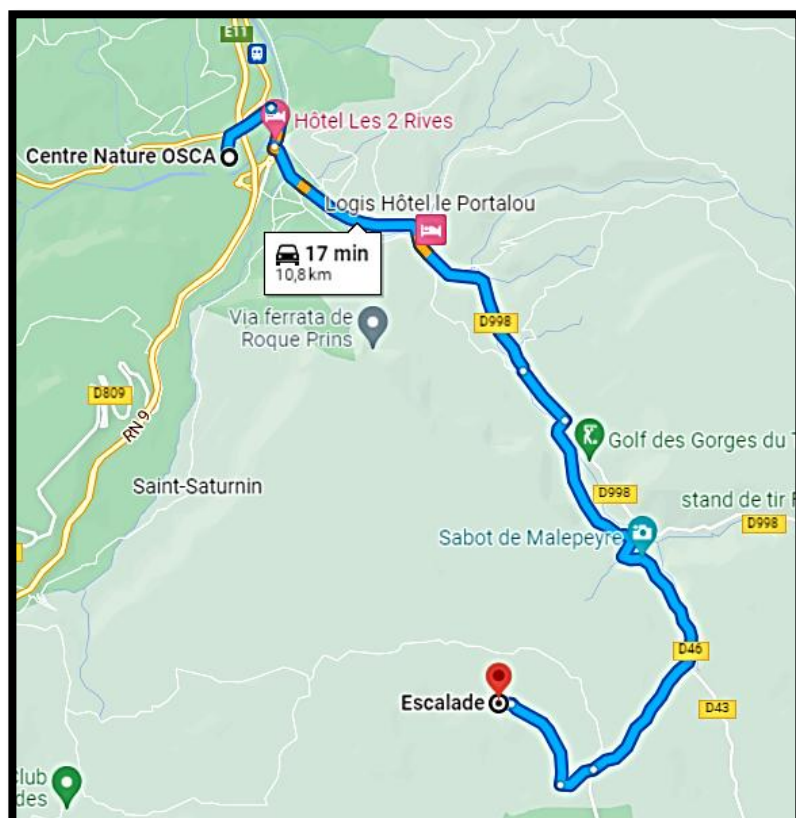 E11
Hôtel Les 2 Rives
Centre Nature OSCA
Logis Hôtel le Portalou
17 min
10,8 km
Via ferrata de
Roque Prins
D998
D809
RN 9
Golf des Gorges du T
Saint-Saturnin
D998
stand de tir
D998
Sabot de Malepeyre
D46
Escalade
D43
Club
des